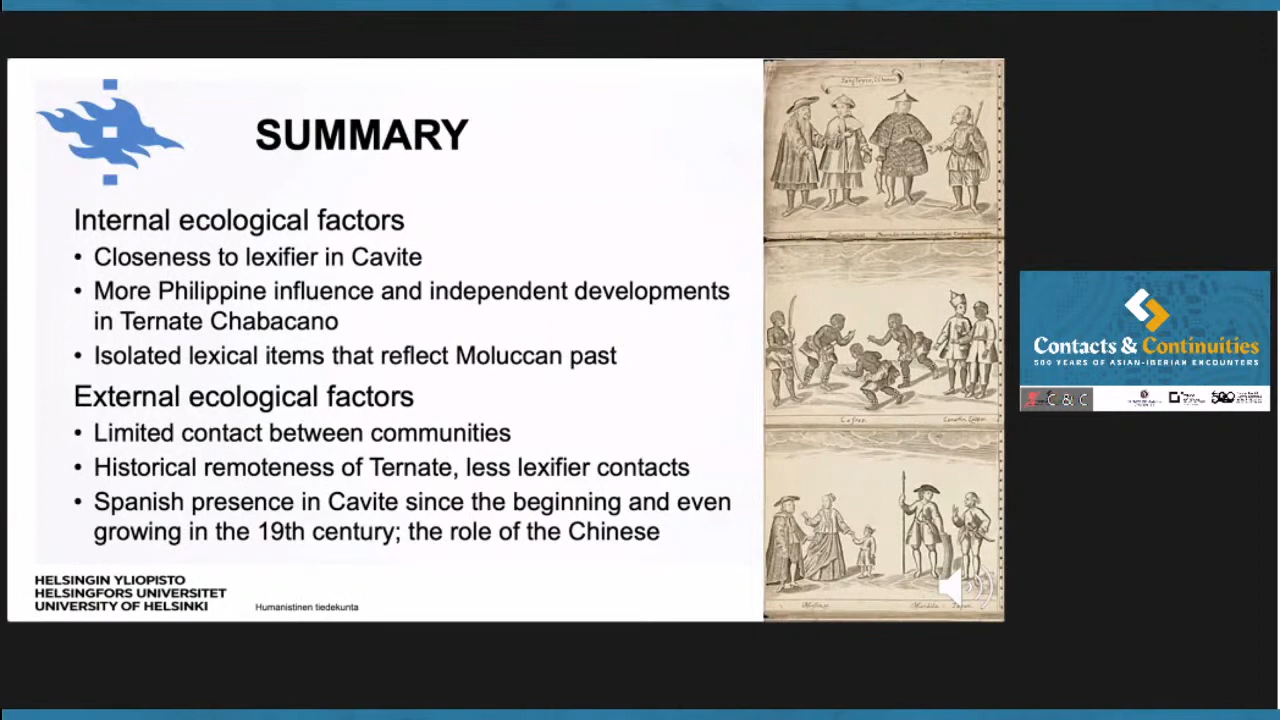 SUMMARY
Internal ecological factors
• Closeness to lexifier in Cavite
• More Philippine influence and independent developments
in Ternate Chabacano
• Isolated lexical items that reflect Moluccan past
External ecological factors
• Limited contact between communities
• Historical remoteness of Ternate, less lexifier contacts
• Spanish presence in Cavite since the beginning and even
growing in the 19th century; the role of the Chinese
HELSINGIN YLIOPISTO
HELSINGFORS UNIVERSITET
UNIVERSITY OF HELSINKI
Humanistinen tiedekunta
Contacts & Continuities
500 YEARS OF ASIAN-IBERIAN ENCOUNTERS
C & C
500